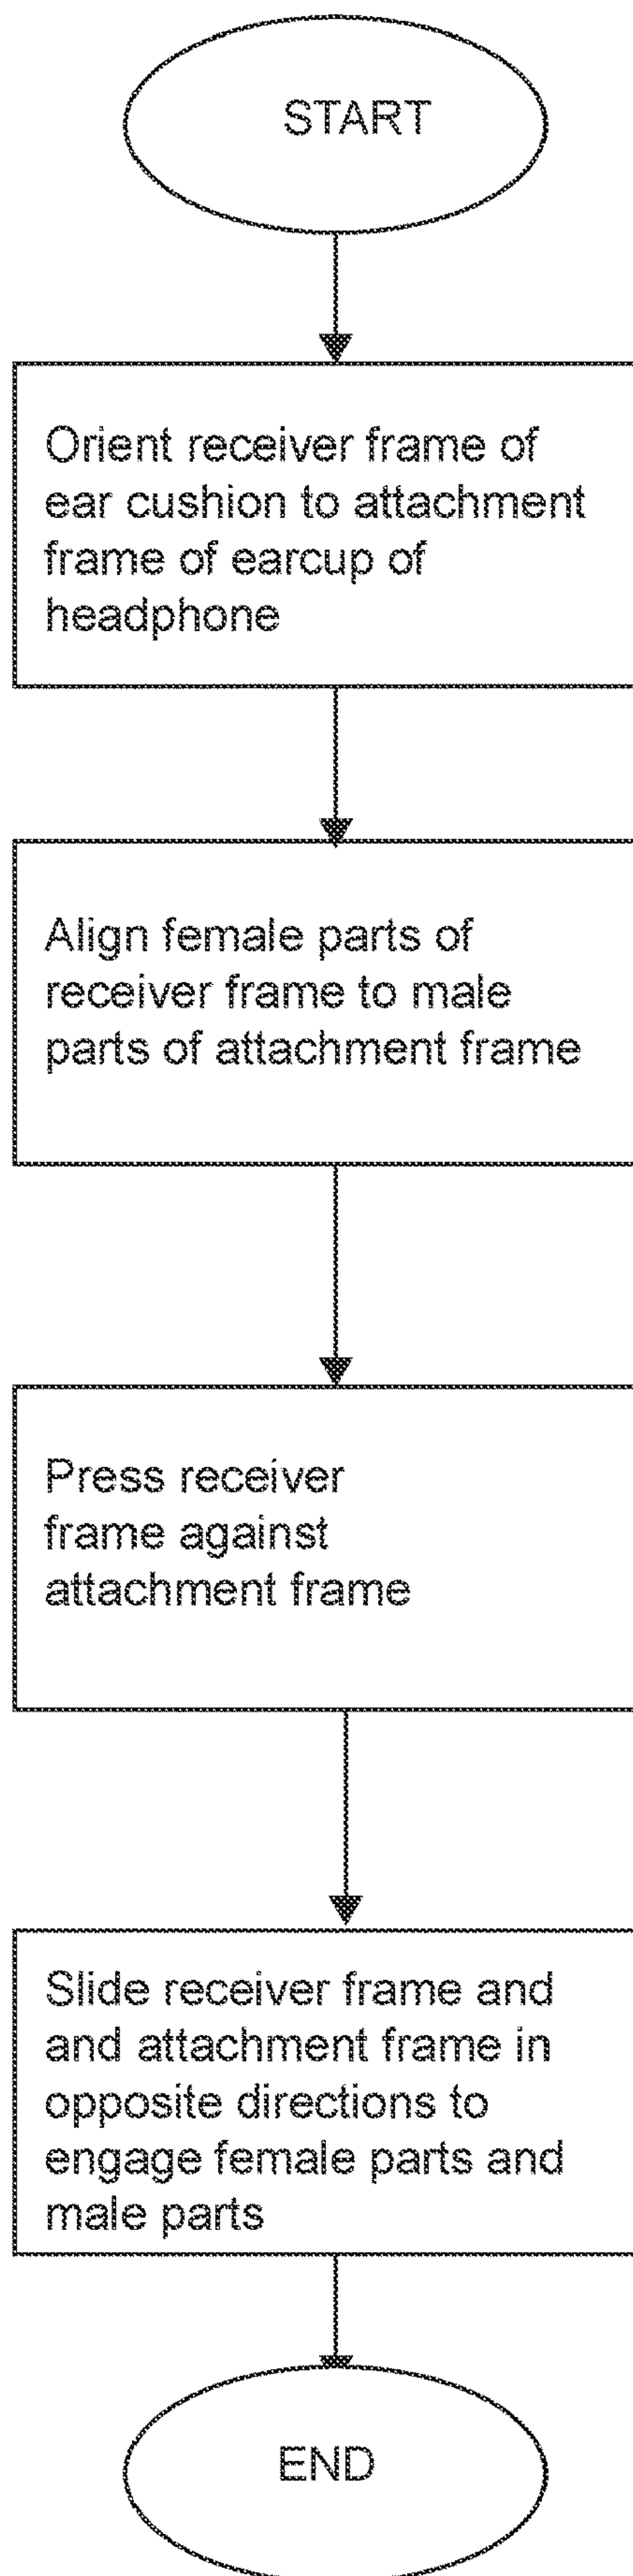 START
Orient receiver frame of
ear cushion to attachment
frame of earcup of
headphone
Align female parts of
receiver frame to male
parts of attachment frame
Press receiver
frame against
attachment frame
Slide receiver frame and
and attachment frame in
opposite directions to
engage female parts and
male parts
END